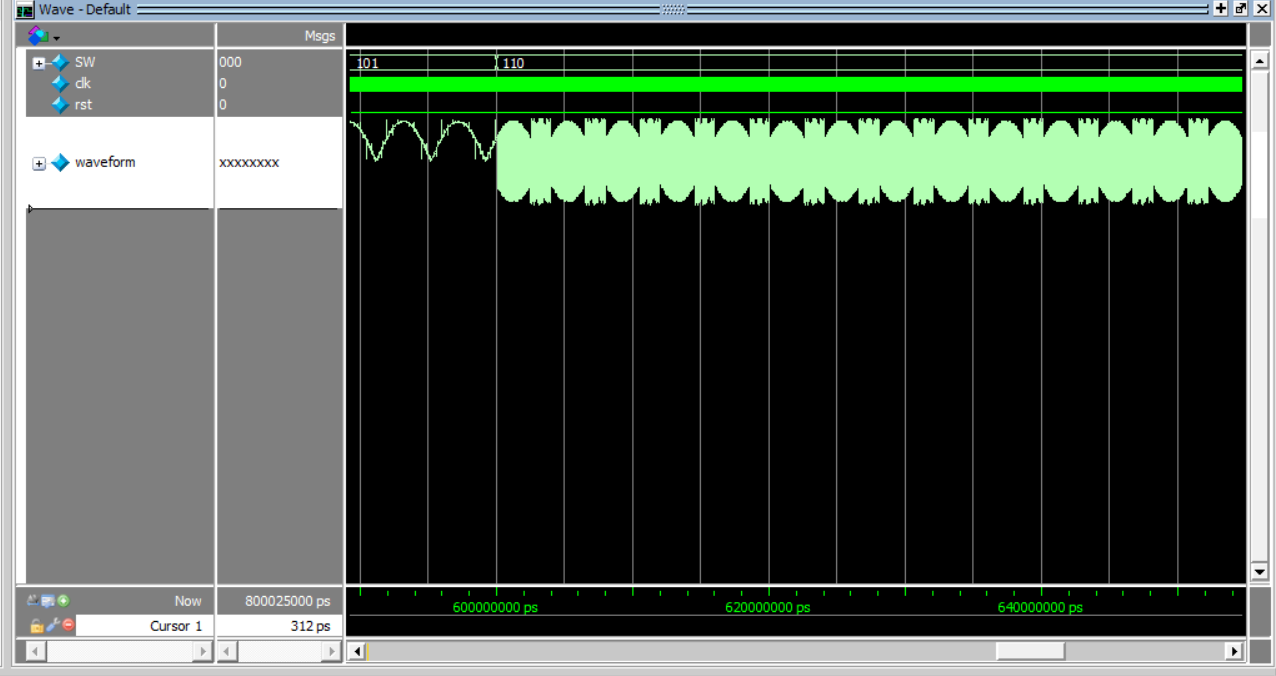 Wave - Default
Msgs
SW 000 101 110
clk 0
rst 0
waveform xxxxxxxx
Now 800025000 ps 600000000 ps 620000000 ps 640000000 ps
Cursor 1 312 ps